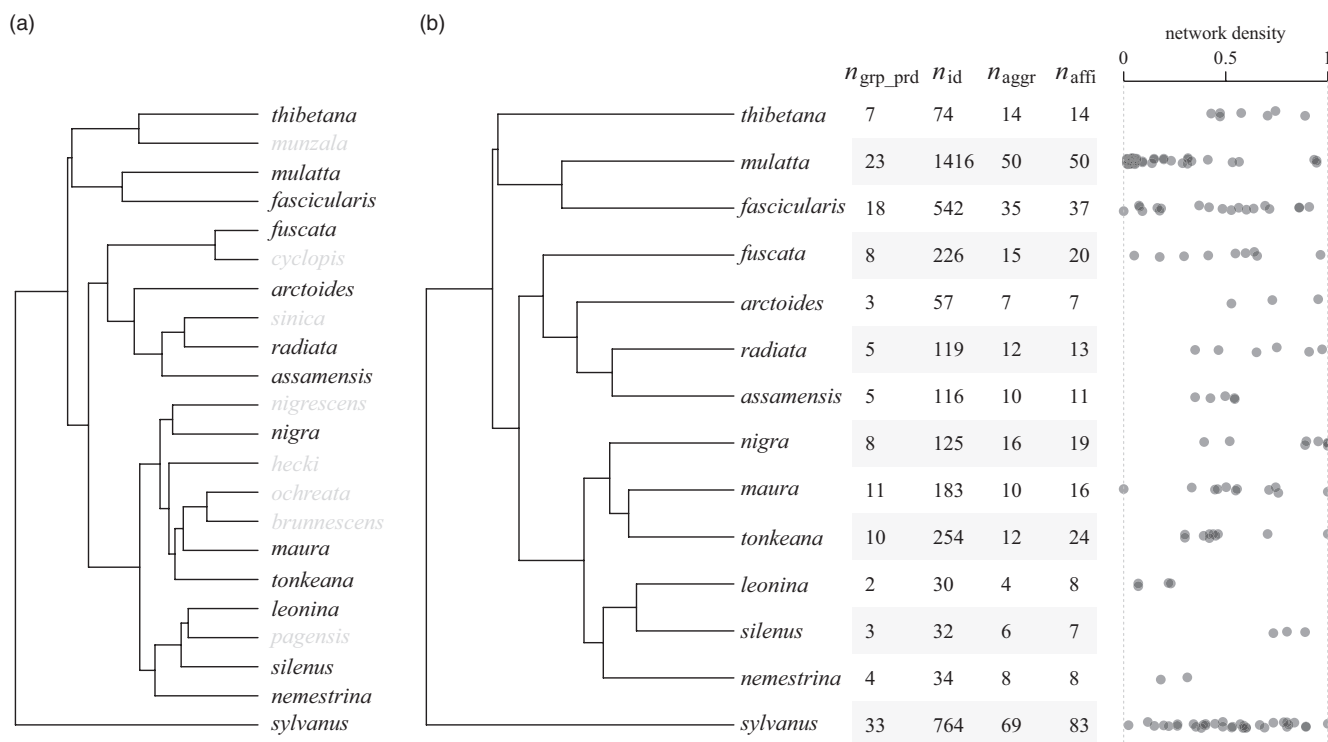 (a)
thibetana
munzala
mulatta
fascicularis
fuscata
cyclopis
arctoides
sinica
radiata
assamensis
nigrescens
nigra
hecki
ochreata
brunnescens
maura
tonkeana
leonina
pagensis
silenus
nemestrina
sylvanus
(b)
network density
n_grp_prd n_id n_aggr n_affi 0 0.5 1
thibetana 7 74 14 14
mulatta 23 1416 50 50
fascicularis 18 542 35 37
fuscata 8 226 15 20
arctoides 3 57 7 7
radiata 5 119 12 13
assamensis 5 116 10 11
nigra 8 125 16 19
maura 11 183 10 16
tonkeana 10 254 12 24
leonina 2 30 4 8
silenus 3 32 6 7
nemestrina 4 34 8 8
sylvanus 33 764 69 83